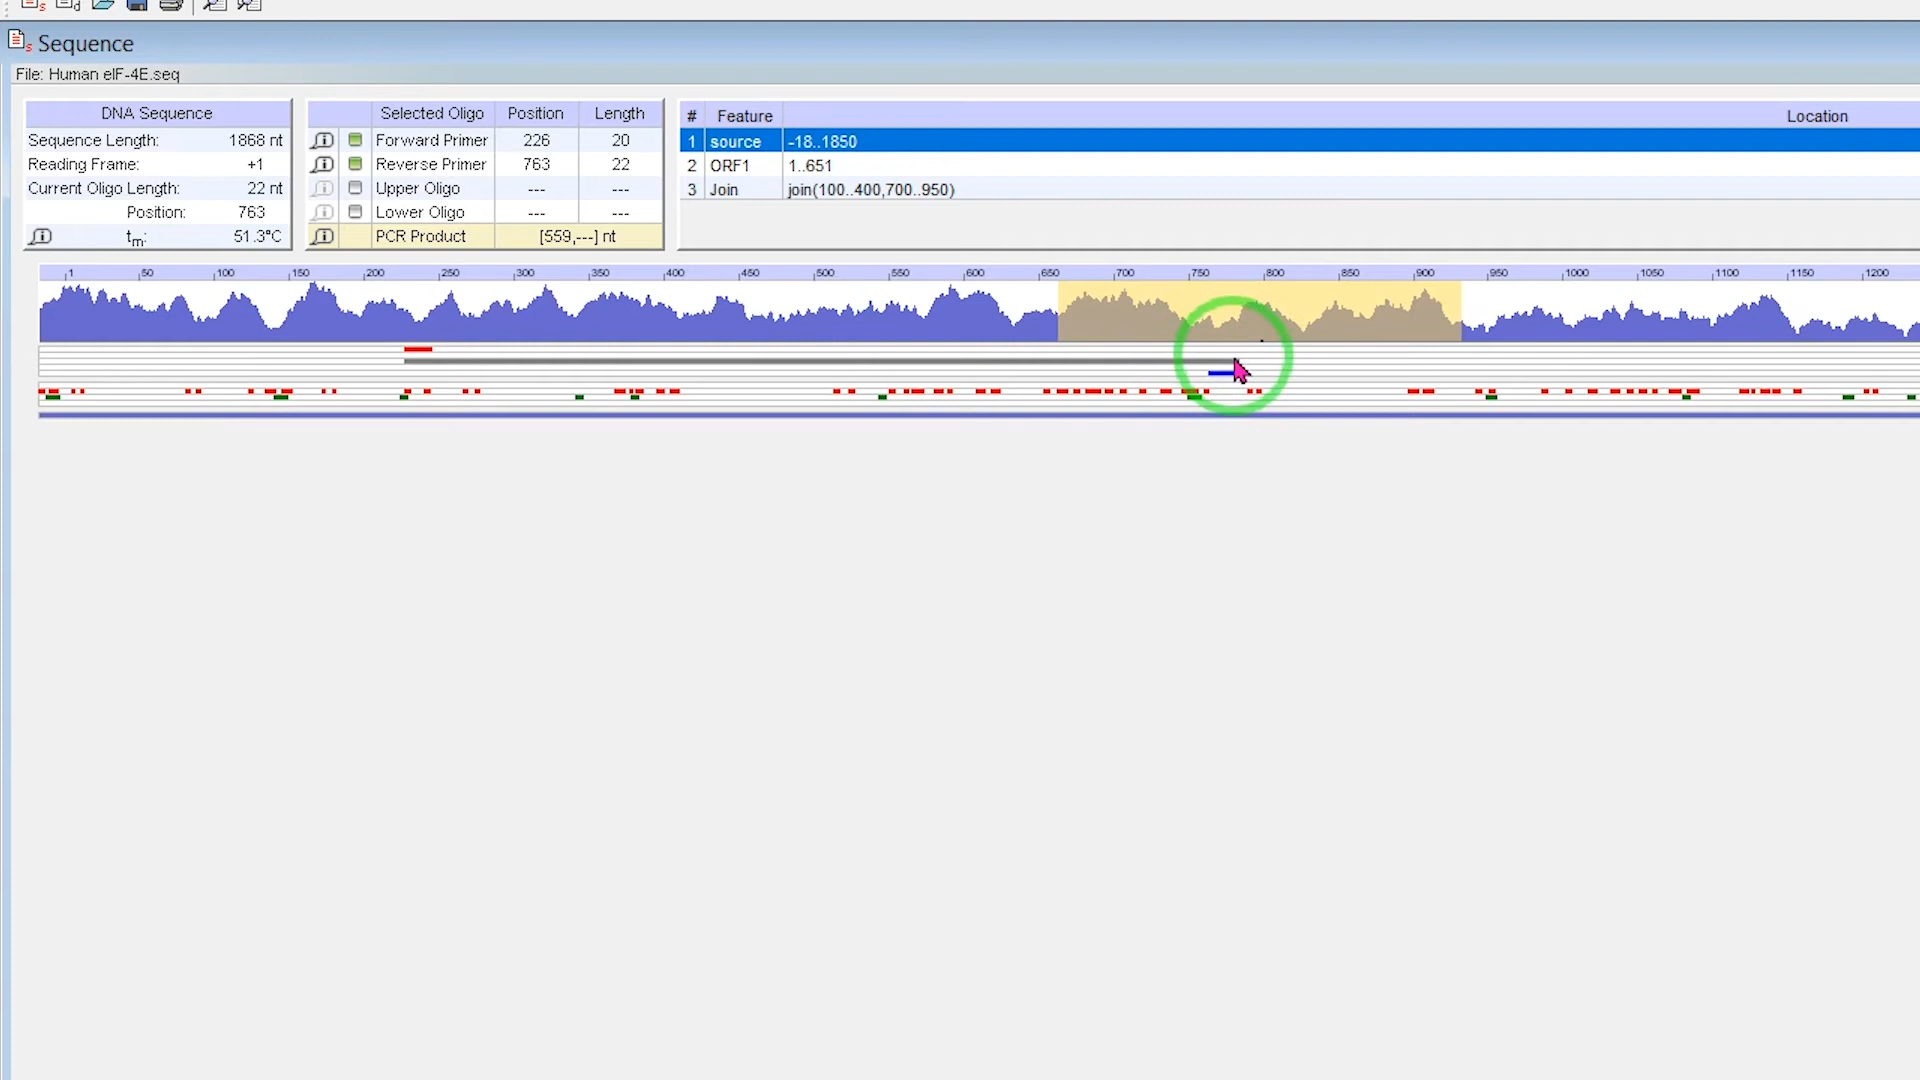 Sequence
File: Human eIF-4E.seq
DNA Sequence
Sequence Length: 1868 nt
Reading Frame: +1
Current Oligo Length: 22 nt
Position: 763
tm: 51.3°C
Selected Oligo Position Length
Forward Primer 226 20
Reverse Primer 763 22
Upper Oligo --- ---
Lower Oligo --- ---
PCR Product [559,---] nt
# Feature Location
1 source -18..1850
2 ORF1 1..651
3 Join join(100..400,700..950)
1 50 100 150 200 250 300 350 400 450 500 550 600 650 700 750 800 850 900 950 1000 1050 1100 1150 1200